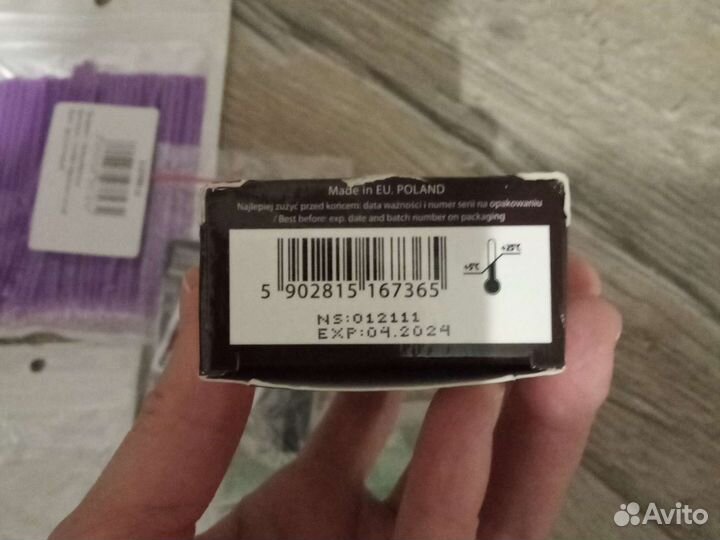 Made in EU. POLAND
Najlepiej zużyć przed końcem: data ważności i numer serii na opakowaniu
/ Best before: exp. date and batch number on packaging
+5°C
+25°C
5 902815 167365
NS:012111
EXP:04.2024
Avito